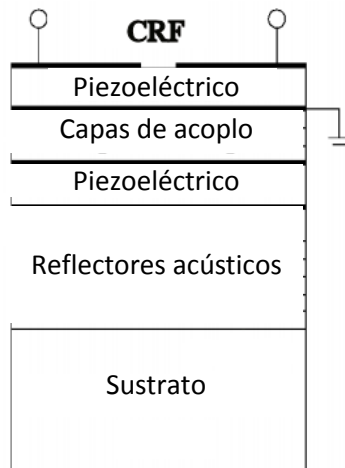 CRF
Piezoeléctrico
Capas de acoplo
Piezoeléctrico
Reflectores acústicos
Sustrato